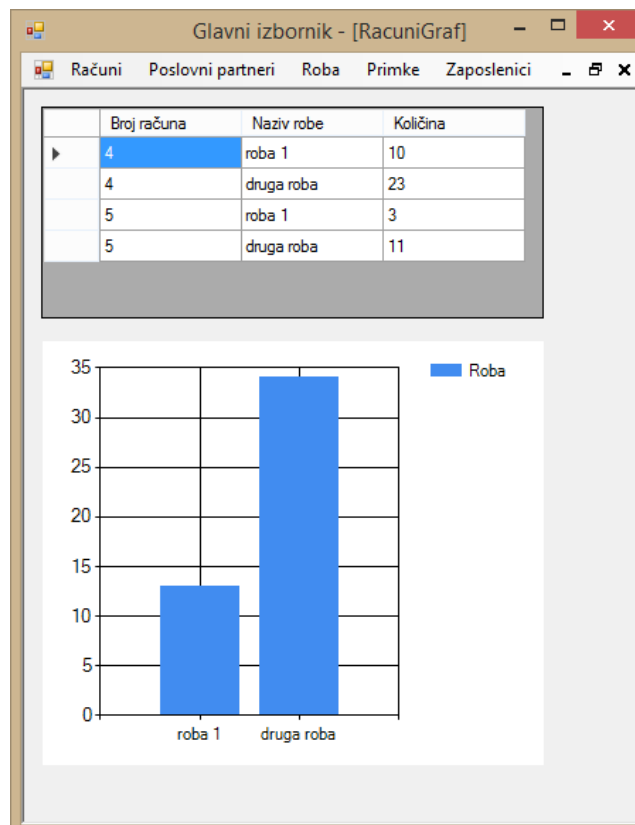 Glavni izbornik - [RacuniGraf]
Računi Poslovni partneri Roba Primke Zaposlenici
Broj računa Naziv robe Količina
4 roba 1 10
4 druga roba 23
5 roba 1 3
5 druga roba 11
35
Roba
30
25
20
15
10
5
0
roba 1 druga roba